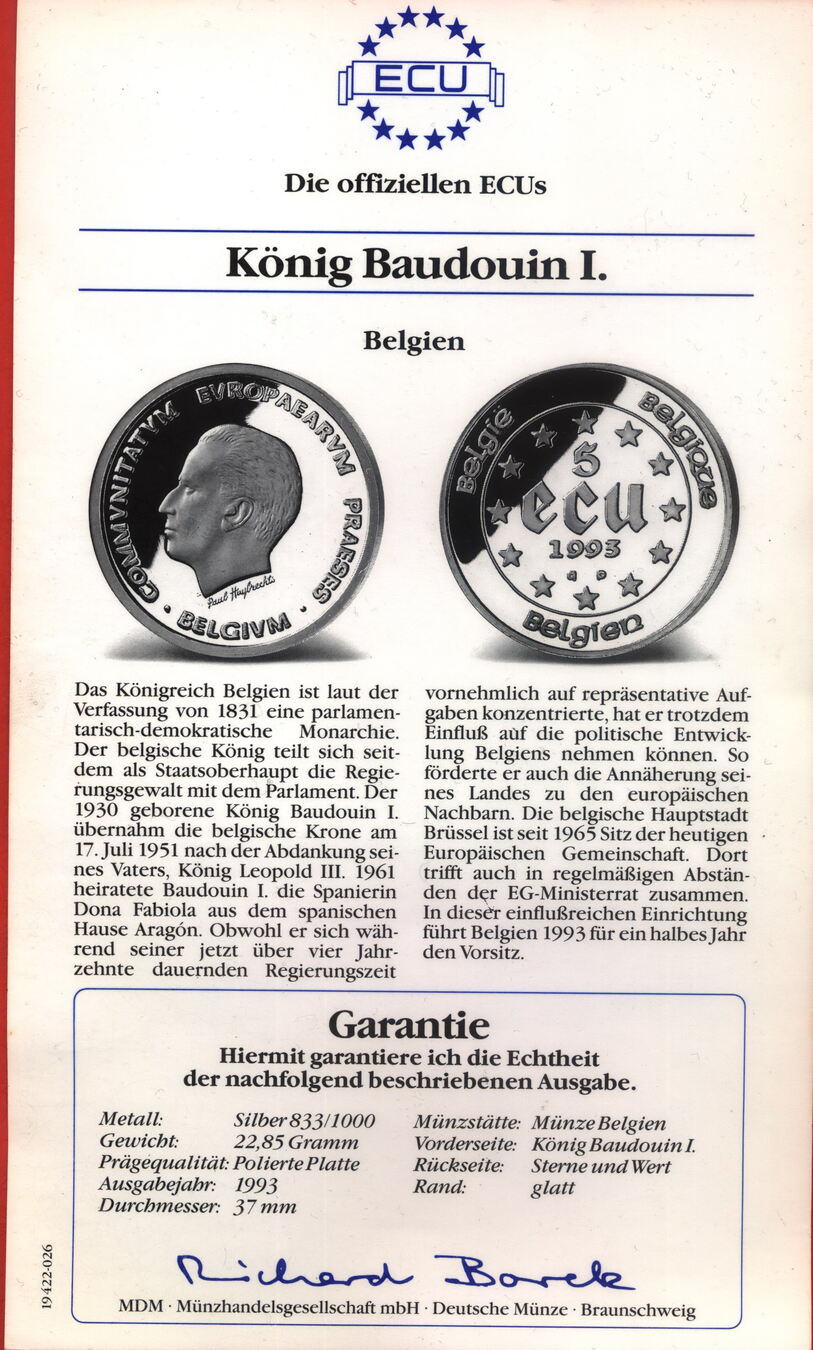 ECU
Die offiziellen ECUs
König Baudouin I.
Belgien
COMMVNITATVM EVROPAEARVM PRAESES
· BELGIVM ·
Paul Huybrechts
België
Belgique
5
ecu
1993
Belgien
Das Königreich Belgien ist laut der
Verfassung von 1831 eine parlamen-
tarisch-demokratische Monarchie.
Der belgische König teilt sich seit-
dem als Staatsoberhaupt die Regie-
rungsgewalt mit dem Parlament. Der
1930 geborene König Baudouin I.
übernahm die belgische Krone am
17. Juli 1951 nach der Abdankung sei-
nes Vaters, König Leopold III. 1961
heiratete Baudouin I. die Spanierin
Dona Fabiola aus dem spanischen
Hause Aragón. Obwohl er sich wäh-
rend seiner jetzt über vier Jahr-
zehnte dauernden Regierungszeit
vornehmlich auf repräsentative Auf-
gaben konzentrierte, hat er trotzdem
Einfluß auf die politische Entwick-
lung Belgiens nehmen können. So
förderte er auch die Annäherung sei-
nes Landes zu den europäischen
Nachbarn. Die belgische Hauptstadt
Brüssel ist seit 1965 Sitz der heutigen
Europäischen Gemeinschaft. Dort
trifft auch in regelmäßigen Abstän-
den der EG-Ministerrat zusammen.
In dieser einflußreichen Einrichtung
führt Belgien 1993 für ein halbes Jahr
den Vorsitz.
Garantie
Hiermit garantiere ich die Echtheit
der nachfolgend beschriebenen Ausgabe.
Metall: Silber 833/1000
Gewicht: 22,85 Gramm
Prägequalität: Polierte Platte
Ausgabejahr: 1993
Durchmesser: 37 mm
Münzstätte: Münze Belgien
Vorderseite: König Baudouin I.
Rückseite: Sterne und Wert
Rand: glatt
Richard Borek
MDM · Münzhandelsgesellschaft mbH · Deutsche Münze · Braunschweig
19422-026